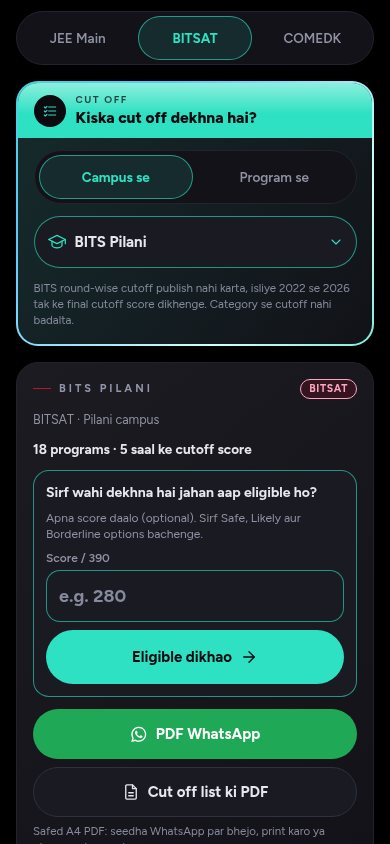 JEE Main BITSAT COMEDK
CUT OFF
Kiska cut off dekhna hai?
Campus se Program se
BITS Pilani
BITS round-wise cutoff publish nahi karta, isliye 2022 se 2026
tak ke final cutoff score dikhenge. Category se cutoff nahi
badalta.
BITS PILANI BITSAT
BITSAT · Pilani campus
18 programs · 5 saal ke cutoff score
Sirf wahi dekhna hai jahan aap eligible ho?
Apna score daalo (optional). Sirf Safe, Likely aur
Borderline options bachenge.
Score / 390
e.g. 280
Eligible dikhao
PDF WhatsApp
Cut off list ki PDF
Safed A4 PDF: seedha WhatsApp par bhejo, print karo ya